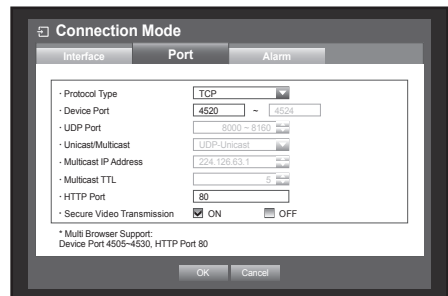 Connection Mode
Interface Port Alarm
· Protocol Type TCP
· Device Port 4520 ~ 4524
· UDP Port 8000 ~ 8160
· Unicast/Multicast UDP-Unicast
· Multicast IP Address 224.126.63.1
· Multicast TTL 5
· HTTP Port 80
· Secure Video Transmission ON OFF
* Multi Browser Support:
Device Port 4505~4530, HTTP Port 80
OK Cancel